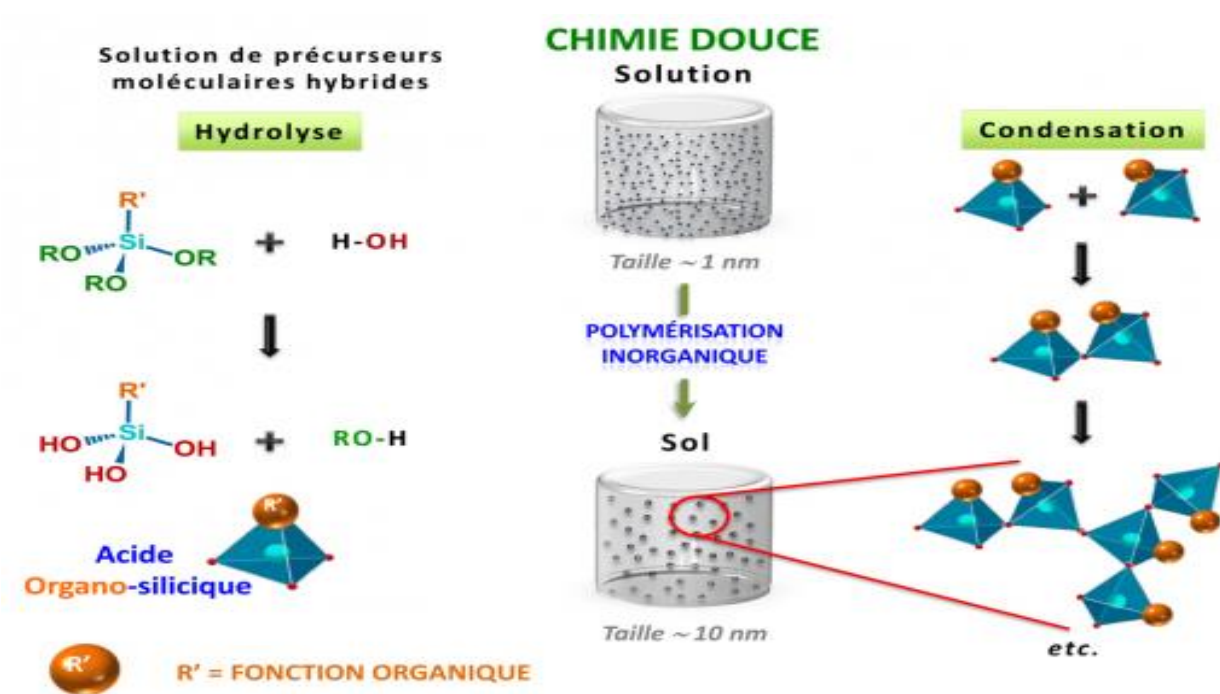 CHIMIE DOUCE
Solution de précurseurs
moléculaires hybrides
Hydrolyse
R'
RO
Si
OR
RO
+
H-OH
R'
HO
Si
OH
HO
+
RO-H
R'
Acide
Organo-silicique
R'
R' = FONCTION ORGANIQUE
Solution
Taille ~ 1 nm
POLYMÉRISATION
INORGANIQUE
Sol
Taille ~ 10 nm
Condensation
+
etc.